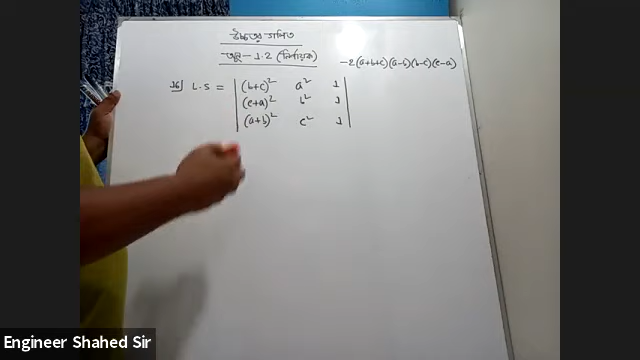 উচ্চতর গণিত
অনু - 1.2 (নির্ণায়ক)
-2(a+b+c)(a-b)(b-c)(c-a)
16| L.S = | (b+c)² a² 1 |
| (c+a)² b² 1 |
| (a+b)² c² 1 |
Engineer Shahed Sir